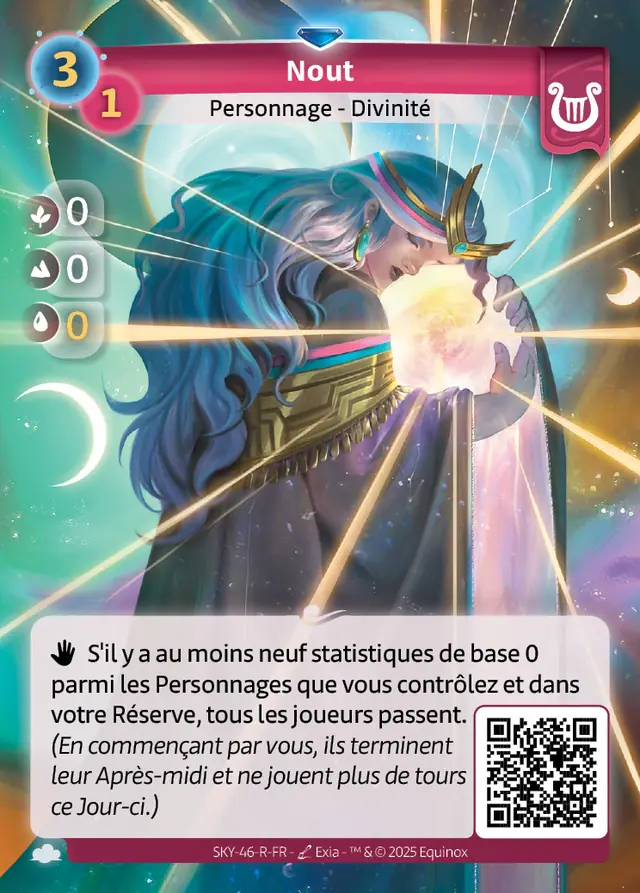 3
Nout
1
Personnage - Divinité
0
0
0
S'il y a au moins neuf statistiques de base 0
parmi les Personnages que vous contrôlez et dans
votre Réserve, tous les joueurs passent.
(En commençant par vous, ils terminent
leur Après-midi et ne jouent plus de tours
ce Jour-ci.)
SKY-46-R-FR - Exia - ™ & © 2025 Equinox